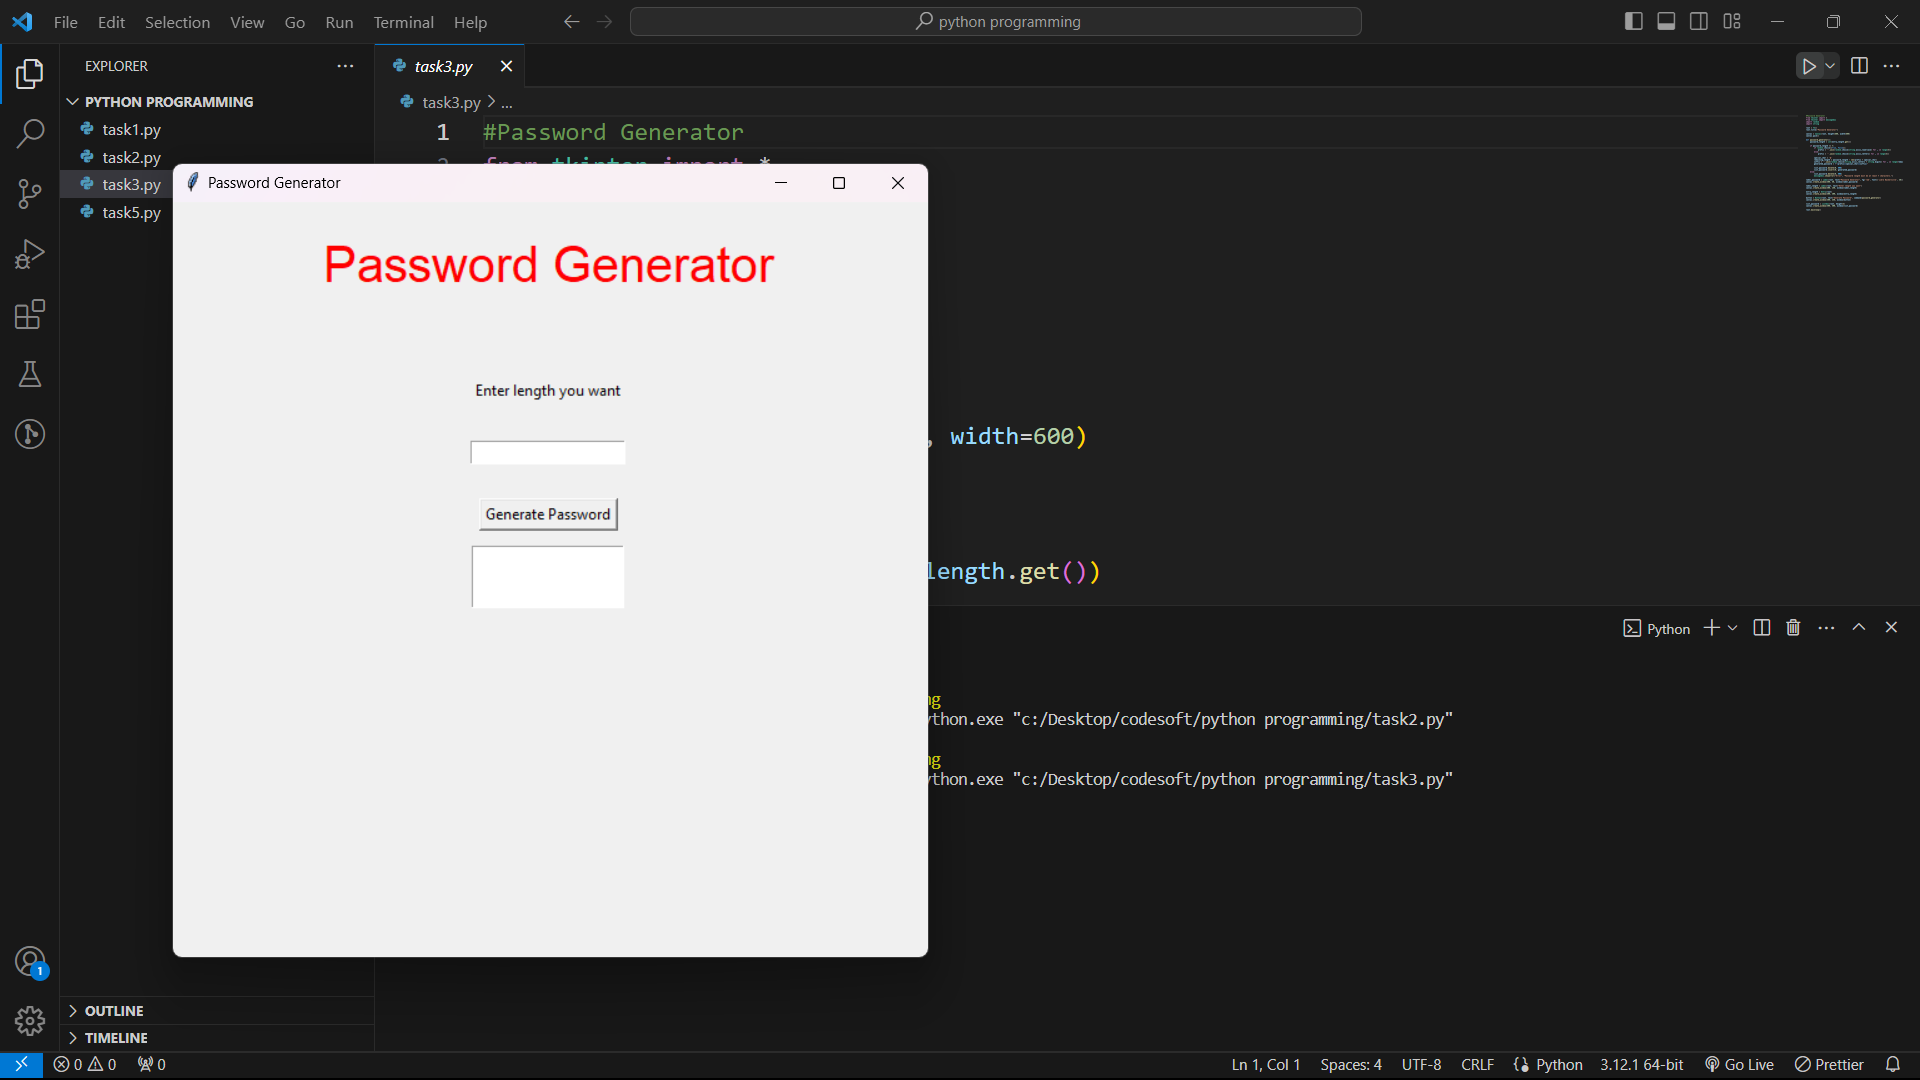 File Edit Selection View Go Run Terminal Help
python programming
EXPLORER
PYTHON PROGRAMMING
task1.py
task2.py
task3.py
task5.py
OUTLINE
TIMELINE
task3.py
task3.py > ...
1 #Password Generator
Password Generator
Password Generator
Enter length you want
Generate Password
, width=600)
length.get())
Python
ng
ython.exe "c:/Desktop/codesoft/python programming/task2.py"
ng
ython.exe "c:/Desktop/codesoft/python programming/task3.py"
1
0 0 0
Ln 1, Col 1 Spaces: 4 UTF-8 CRLF Python 3.12.1 64-bit Go Live Prettier